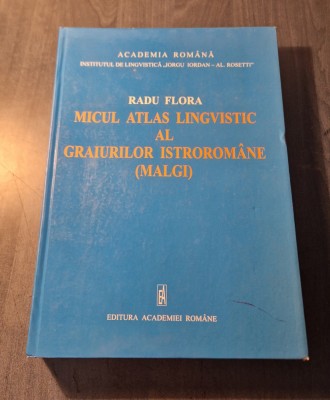 ACADEMIA ROMÂNĂ
INSTITUTUL DE LINGVISTICĂ „IORGU IORDAN – AL. ROSETTI”
RADU FLORA
MICUL ATLAS LINGVISTIC
AL
GRAIURILOR ISTROROMÂNE
(MALGI)
EDITURA ACADEMIEI ROMÂNE